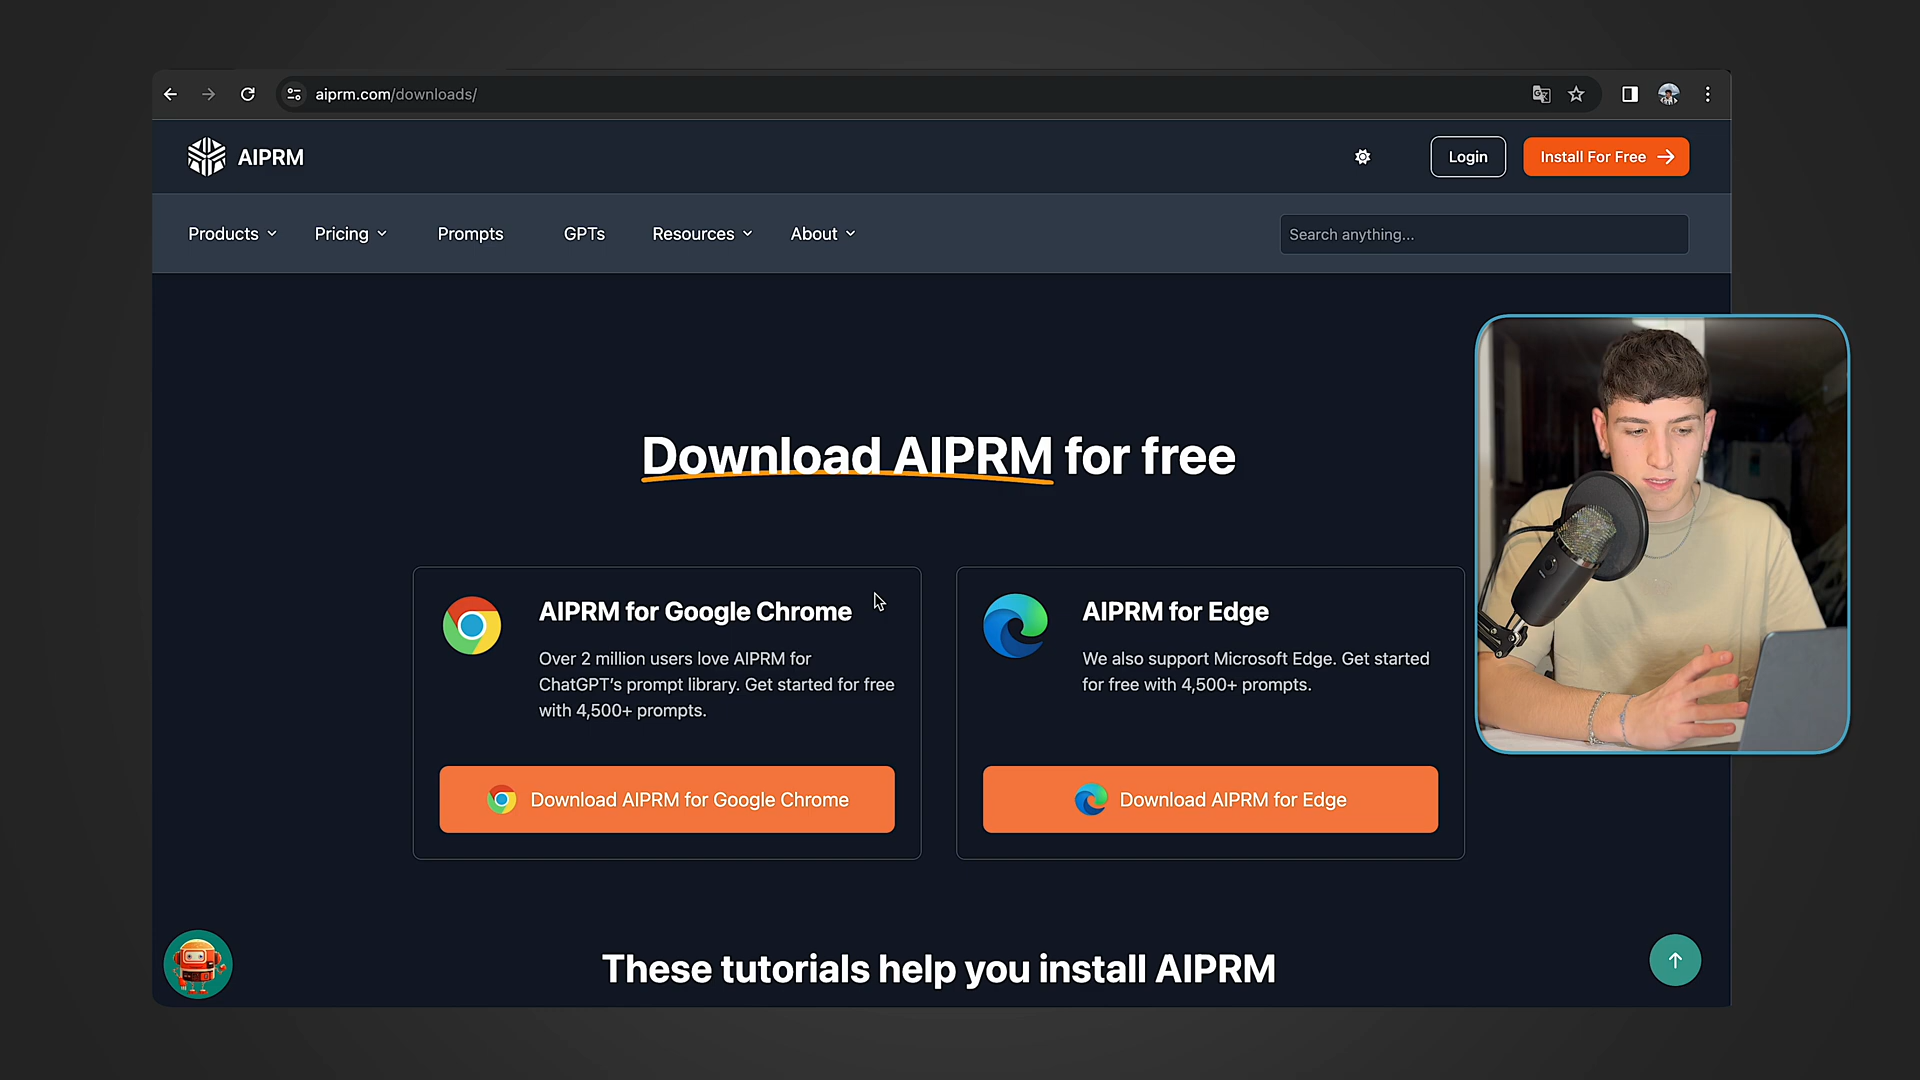 aiprm.com/downloads/
AIPRM
Login
Install For Free
Products
Pricing
Prompts
GPTs
Resources
About
Search anything...
Download AIPRM for free
AIPRM for Google Chrome
Over 2 million users love AIPRM for
ChatGPT’s prompt library. Get started for free
with 4,500+ prompts.
Download AIPRM for Google Chrome
AIPRM for Edge
We also support Microsoft Edge. Get started
for free with 4,500+ prompts.
Download AIPRM for Edge
These tutorials help you install AIPRM